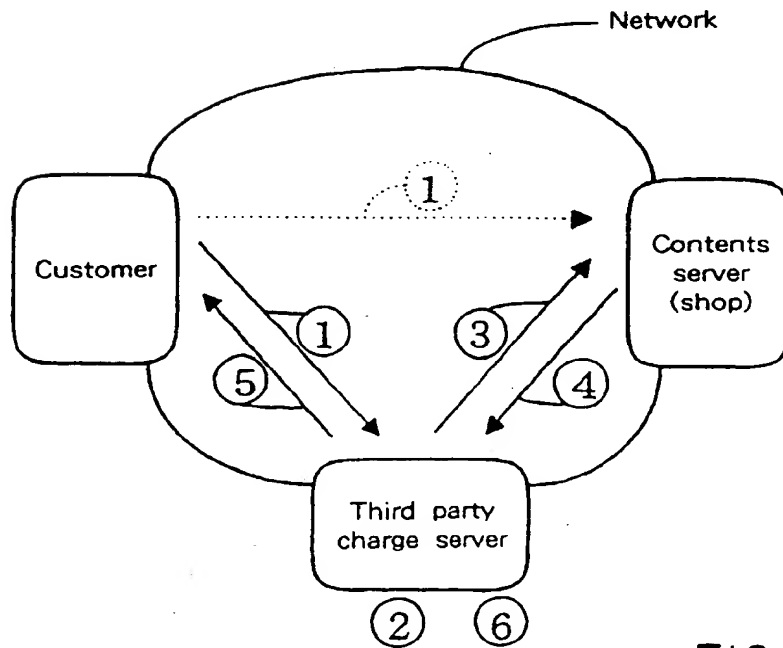 Network
①
Customer
Contents
server
(shop)
①
③
⑤
④
Third party
charge server
②
⑥